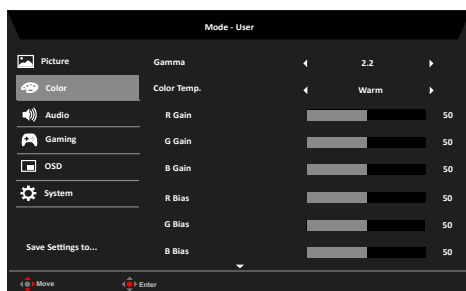 Mode - User
Picture
Gamma 2.2
Color
Color Temp. Warm
Audio
R Gain 50
Gaming
G Gain 50
OSD
B Gain 50
System
R Bias 50
G Bias 50
Save Settings to...
B Bias 50
Move Enter